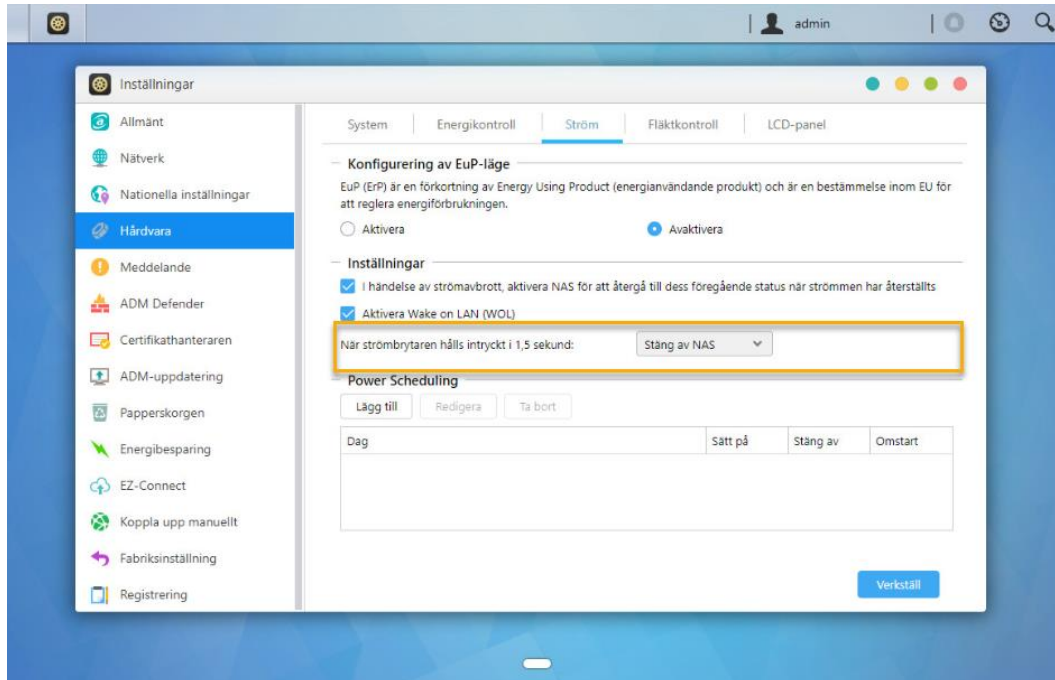 admin
Inställningar
Allmänt
Nätverk
Nationella inställningar
Hårdvara
Meddelande
ADM Defender
Certifikathanteraren
ADM-uppdatering
Papperskorgen
Energibesparing
EZ-Connect
Koppla upp manuellt
Fabriksinställning
Registrering
System Energikontroll Ström Fläktkontroll LCD-panel
Konfigurering av EuP-läge
EuP (ErP) är en förkortning av Energy Using Product (energianvändande produkt) och är en bestämmelse inom EU för
att reglera energiförbrukningen.
Aktivera Avaktivera
Inställningar
I händelse av strömavbrott, aktivera NAS för att återgå till dess föregående status när strömmen har återställts
Aktivera Wake on LAN (WOL)
När strömbrytaren hålls intryckt i 1,5 sekund: Stäng av NAS
Power Scheduling
Lägg till Redigera Ta bort
Dag Sätt på Stäng av Omstart
Verkställ